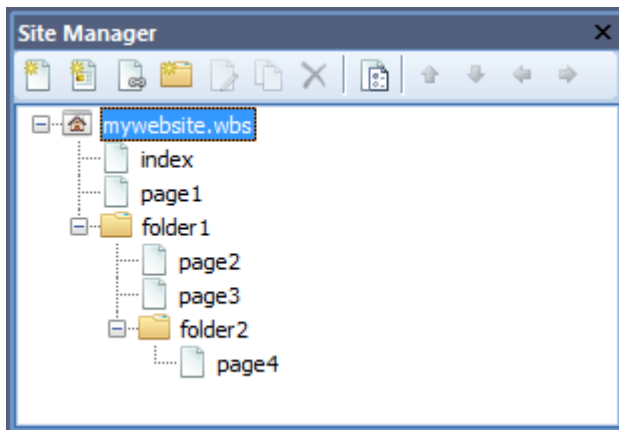 Site Manager
mywebsite.wbs
index
page1
folder1
page2
page3
folder2
page4